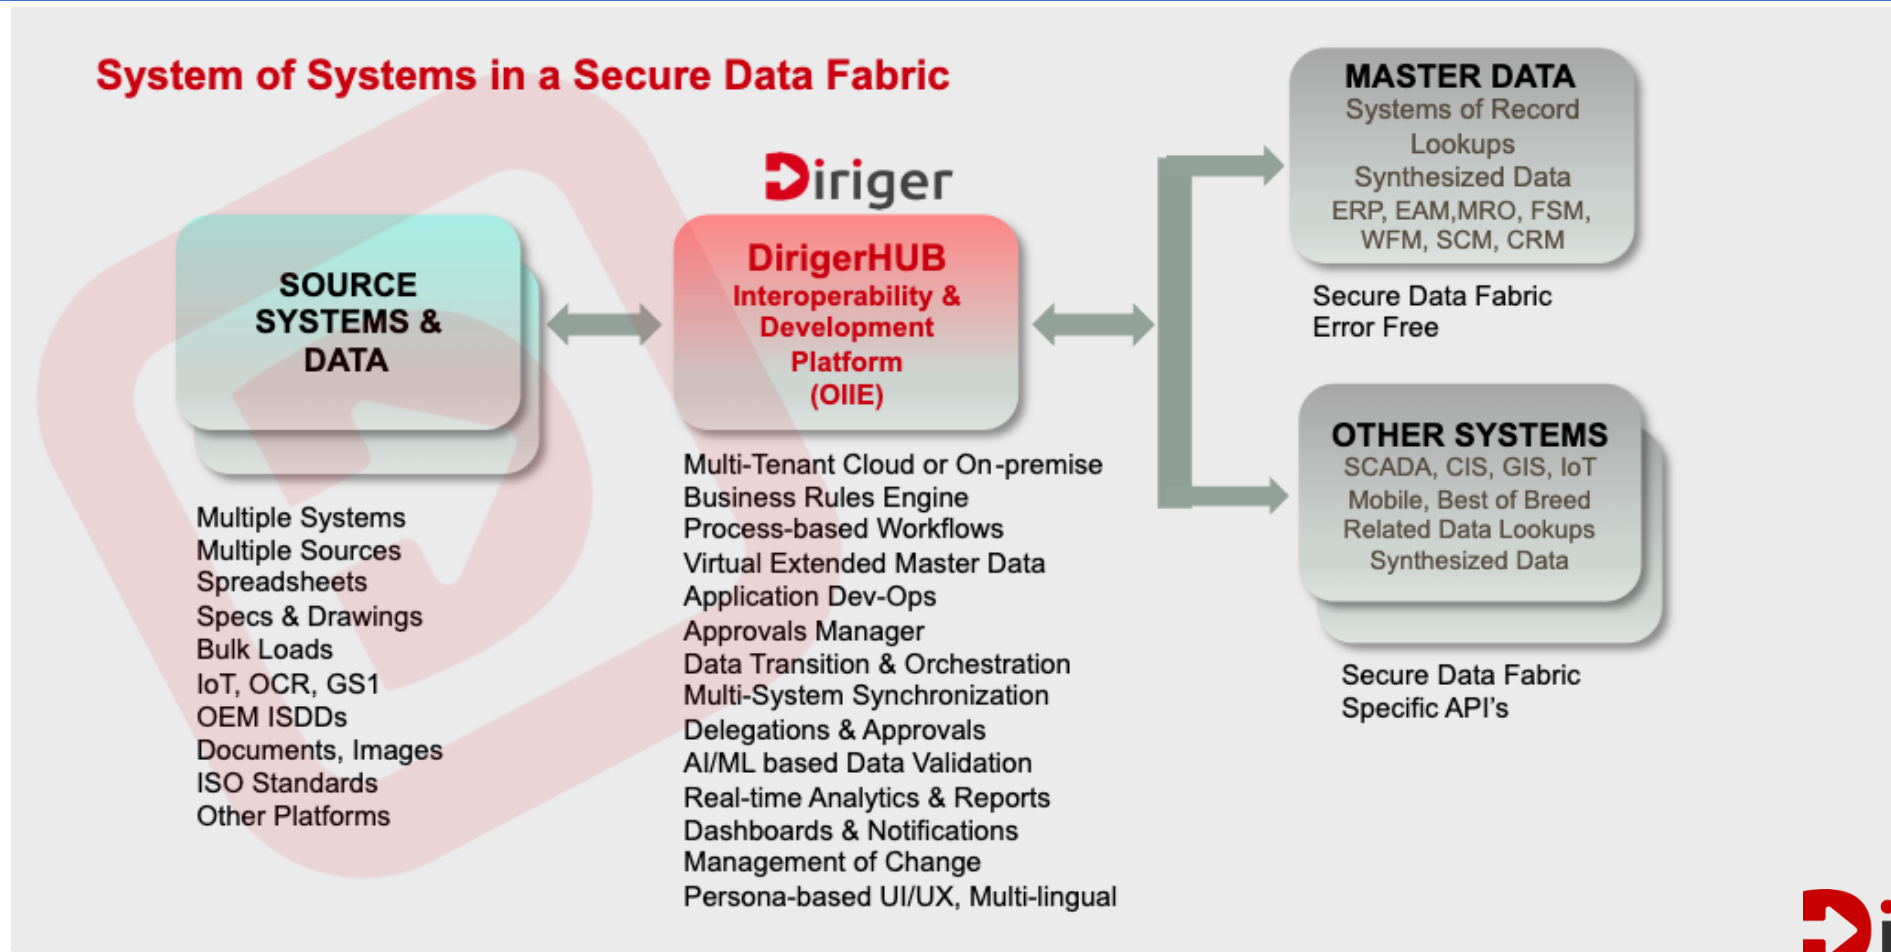 System of Systems in a Secure Data Fabric
Diriger
SOURCE
SYSTEMS &
DATA
Multiple Systems
Multiple Sources
Spreadsheets
Specs & Drawings
Bulk Loads
IoT, OCR, GS1
OEM ISDDs
Documents, Images
ISO Standards
Other Platforms
DirigerHUB
Interoperability &
Development
Platform
(OIIE)
Multi-Tenant Cloud or On-premise
Business Rules Engine
Process-based Workflows
Virtual Extended Master Data
Application Dev-Ops
Approvals Manager
Data Transition & Orchestration
Multi-System Synchronization
Delegations & Approvals
AI/ML based Data Validation
Real-time Analytics & Reports
Dashboards & Notifications
Management of Change
Persona-based UI/UX, Multi-lingual
MASTER DATA
Systems of Record
Lookups
Synthesized Data
ERP, EAM,MRO, FSM,
WFM, SCM, CRM
Secure Data Fabric
Error Free
OTHER SYSTEMS
SCADA, CIS, GIS, IoT
Mobile, Best of Breed
Related Data Lookups
Synthesized Data
Secure Data Fabric
Specific API's